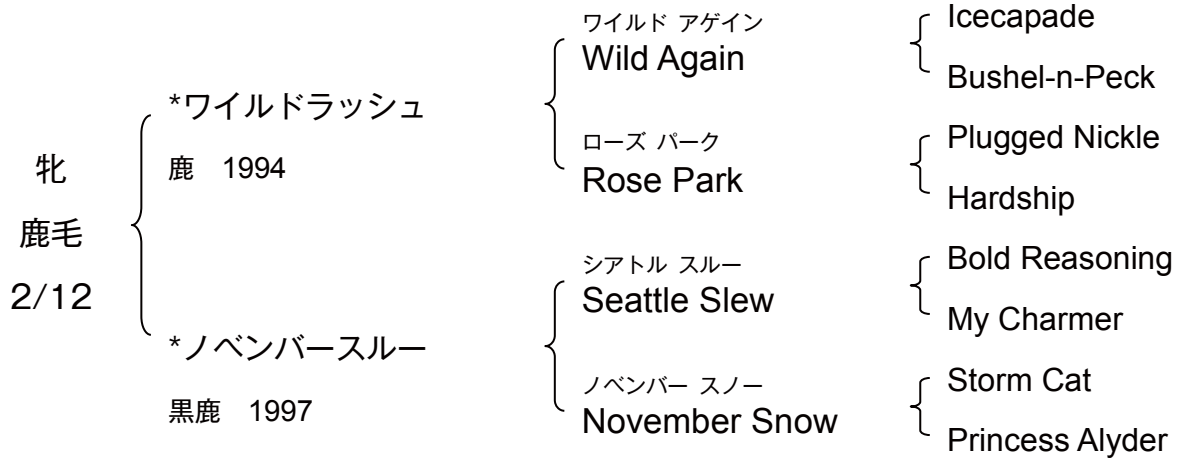 牝
鹿毛
2/12
*ワイルドラッシュ
鹿 1994
*ノベンバースルー
黒鹿 1997
ワイルド アゲイン
Wild Again
ローズ パーク
Rose Park
シアトル スルー
Seattle Slew
ノベンバー スノー
November Snow
Icecapade
Bushel-n-Peck
Plugged Nickle
Hardship
Bold Reasoning
My Charmer
Storm Cat
Princess Alyder